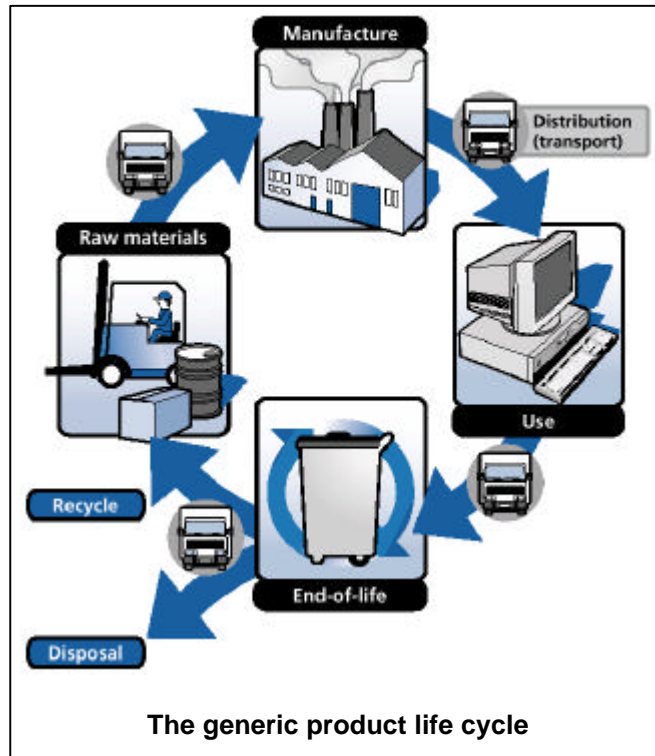 Manufacture
Distribution
(transport)
Raw materials
Use
Recycle
End-of-life
Disposal
The generic product life cycle